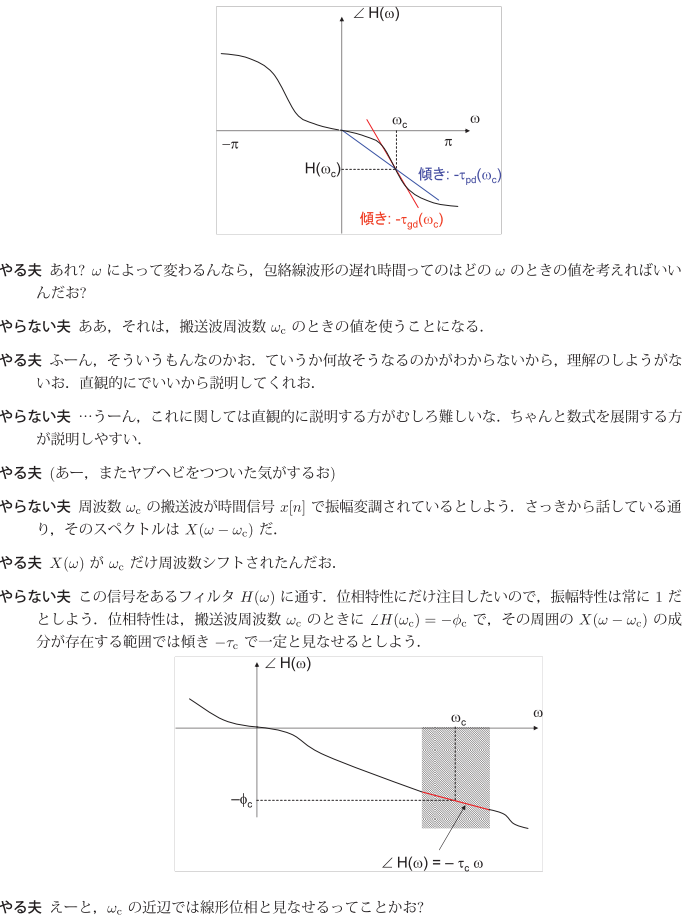 ∠ H(ω)
ω
ω_c
−π
π
H(ω_c)
傾き: -τ_pd(ω_c)
傾き: -τ_gd(ω_c)
やる夫 あれ? ω によって変わるんなら，包絡線波形の遅れ時間ってのはどの ω のときの値を考えればいい
んだお?
やらない夫 ああ，それは，搬送波周波数 ω_c のときの値を使うことになる．
やる夫 ふーん，そういうもんなのかお．ていうか何故そうなるのかがわからないから，理解のしようがな
いお．直観的にでいいから説明してくれお．
やらない夫 …うーん，これに関しては直観的に説明する方がむしろ難しいな．ちゃんと数式を展開する方
が説明しやすい．
やる夫 (あー，またヤブヘビをつついた気がするお)
やらない夫 周波数 ω_c の搬送波が時間信号 x[n] で振幅変調されているとしよう．さっきから話している通
り，そのスペクトルは X(ω − ω_c) だ．
やる夫 X(ω) が ω_c だけ周波数シフトされたんだお．
やらない夫 この信号をあるフィルタ H(ω) に通す．位相特性にだけ注目したいので，振幅特性は常に 1 だ
としよう．位相特性は，搬送波周波数 ω_c のときに ∠H(ω_c) = −ϕ_c で，その周囲の X(ω − ω_c) の成
分が存在する範囲では傾き −τ_c で一定と見なせるとしよう．
∠ H(ω)
ω
ω_c
−ϕ_c
∠ H(ω) = − τ_c ω
やる夫 えーと，ω_c の近辺では線形位相と見なせるってことかお?